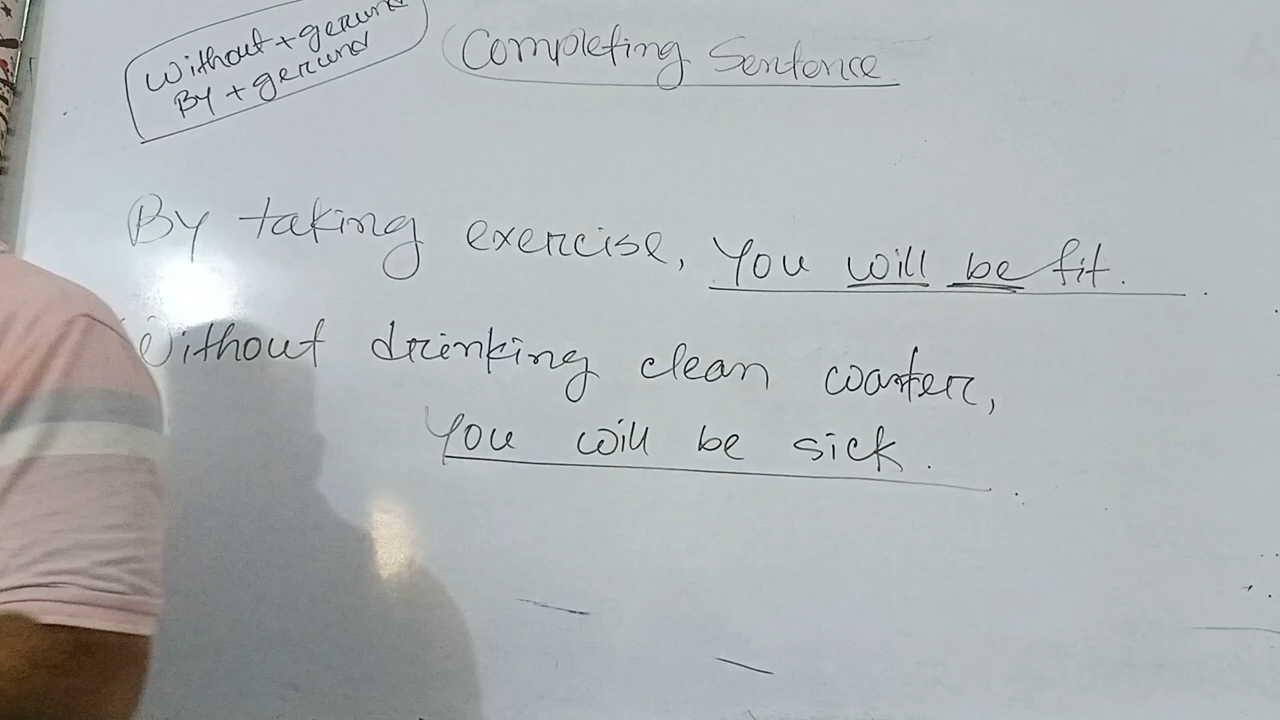 Without + gerund
By + gerund
Completing Sentence
By taking exercise, You will be fit.
Without drinking clean water,
You will be sick.